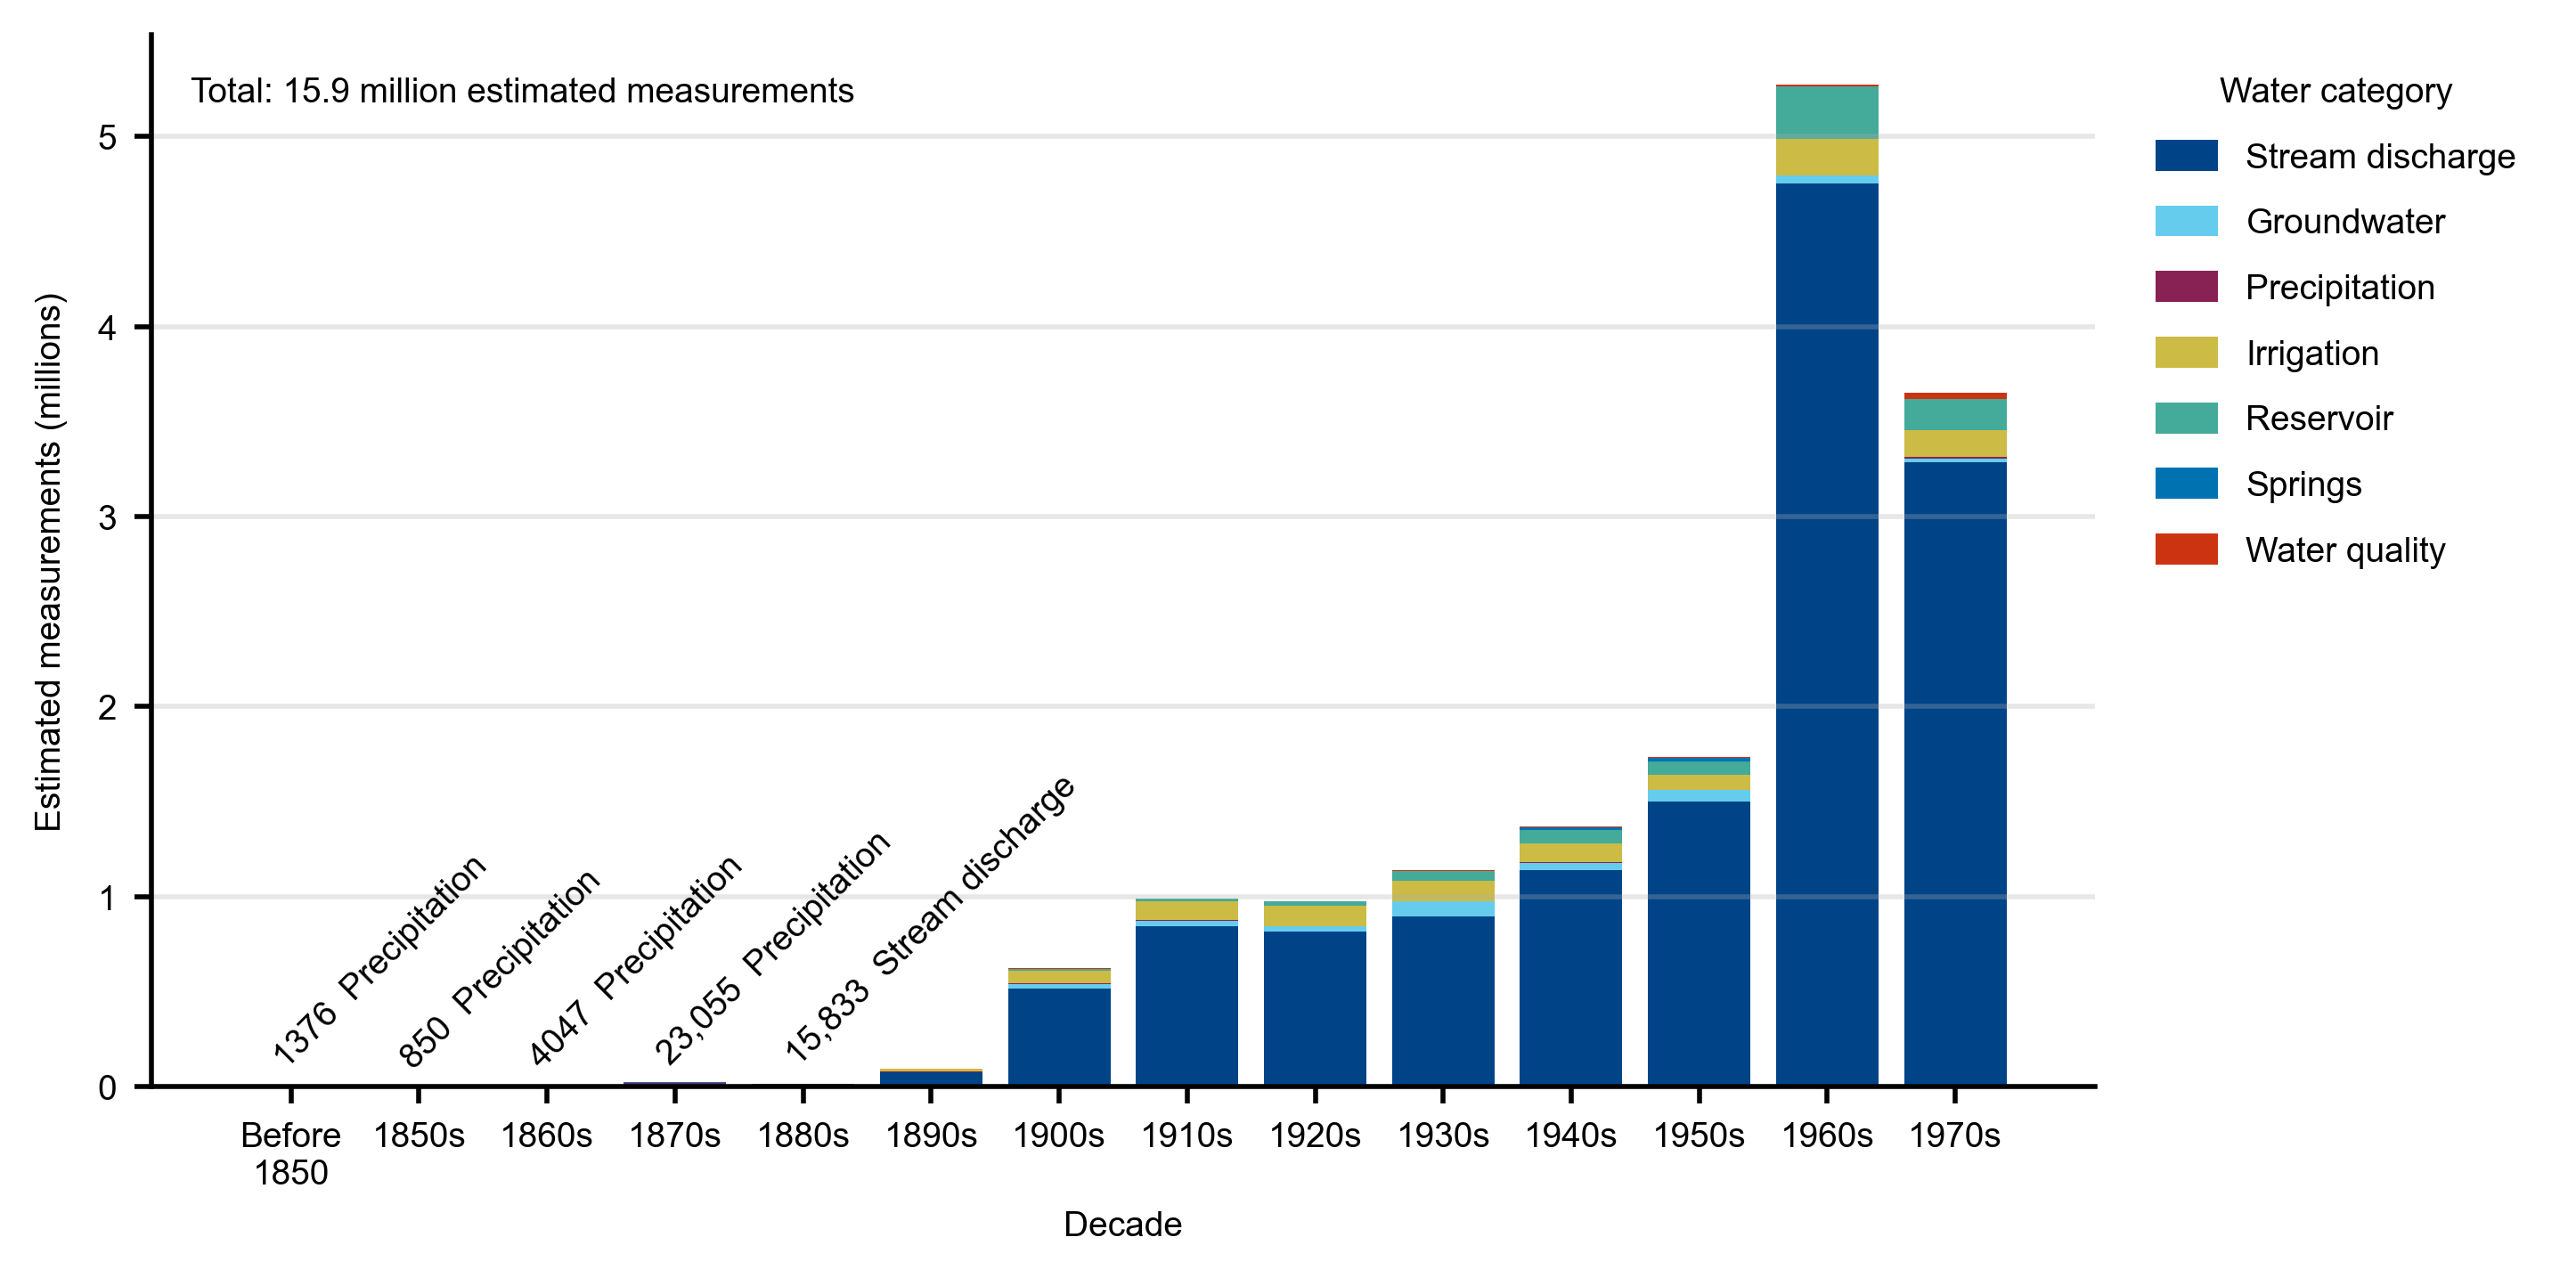 Total: 15.9 million estimated measurements
Water category
Stream discharge
Groundwater
Precipitation
Irrigation
Reservoir
Springs
Water quality
Estimated measurements (millions)
5
4
3
2
1
0
1376 Precipitation
850 Precipitation
4047 Precipitation
23,055 Precipitation
15,833 Stream discharge
Before
1850
1850s
1860s
1870s
1880s
1890s
1900s
1910s
1920s
1930s
1940s
1950s
1960s
1970s
Decade